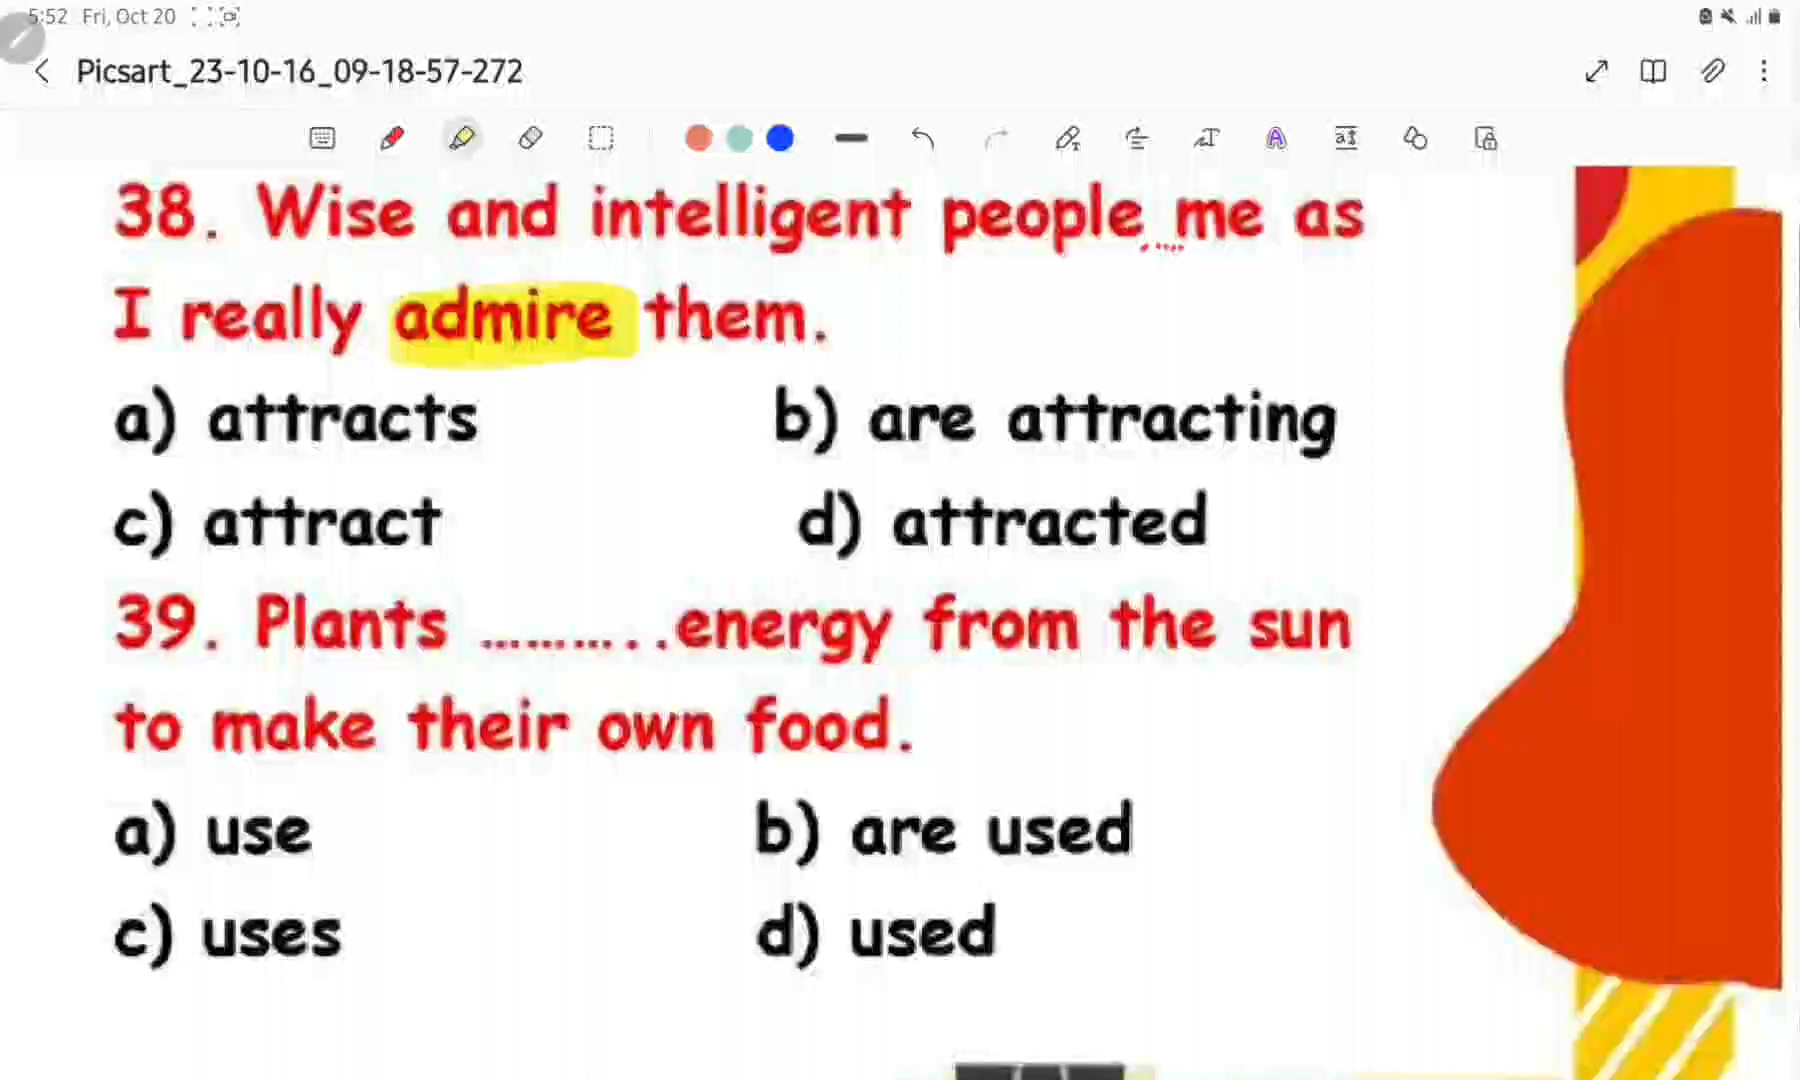 5:52 Fri, Oct 20
Picsart_23-10-16_09-18-57-272
38. Wise and intelligent people ..... me as
I really admire them.
a) attracts b) are attracting
c) attract d) attracted
39. Plants ...........energy from the sun
to make their own food.
a) use b) are used
c) uses d) used